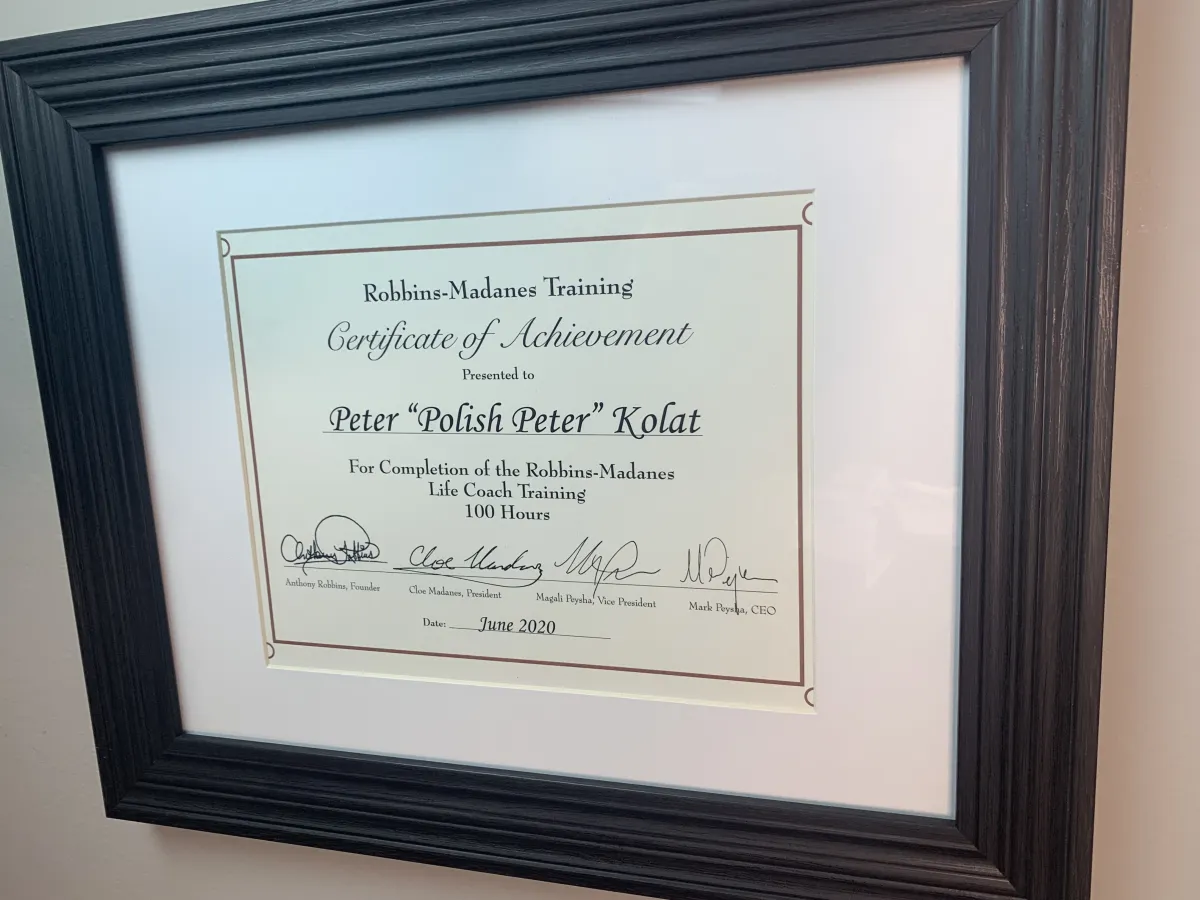 Robbins-Madanes Training
Certificate of Achievement
Presented to
Peter “Polish Peter” Kolat
For Completion of the Robbins-Madanes
Life Coach Training
100 Hours
Anthony Robbins, Founder
Cloe Madanes, President
Magali Peysha, Vice President
Mark Peysha, CEO
Date: June 2020